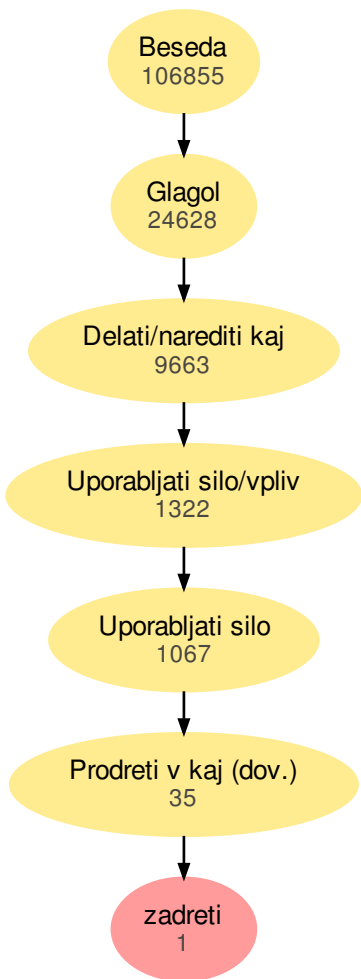 Beseda
106855
Glagol
24628
Delati/narediti kaj
9663
Uporabljati silo/vpliv
1322
Uporabljati silo
1067
Prodreti v kaj (dov.)
35
zadreti
1